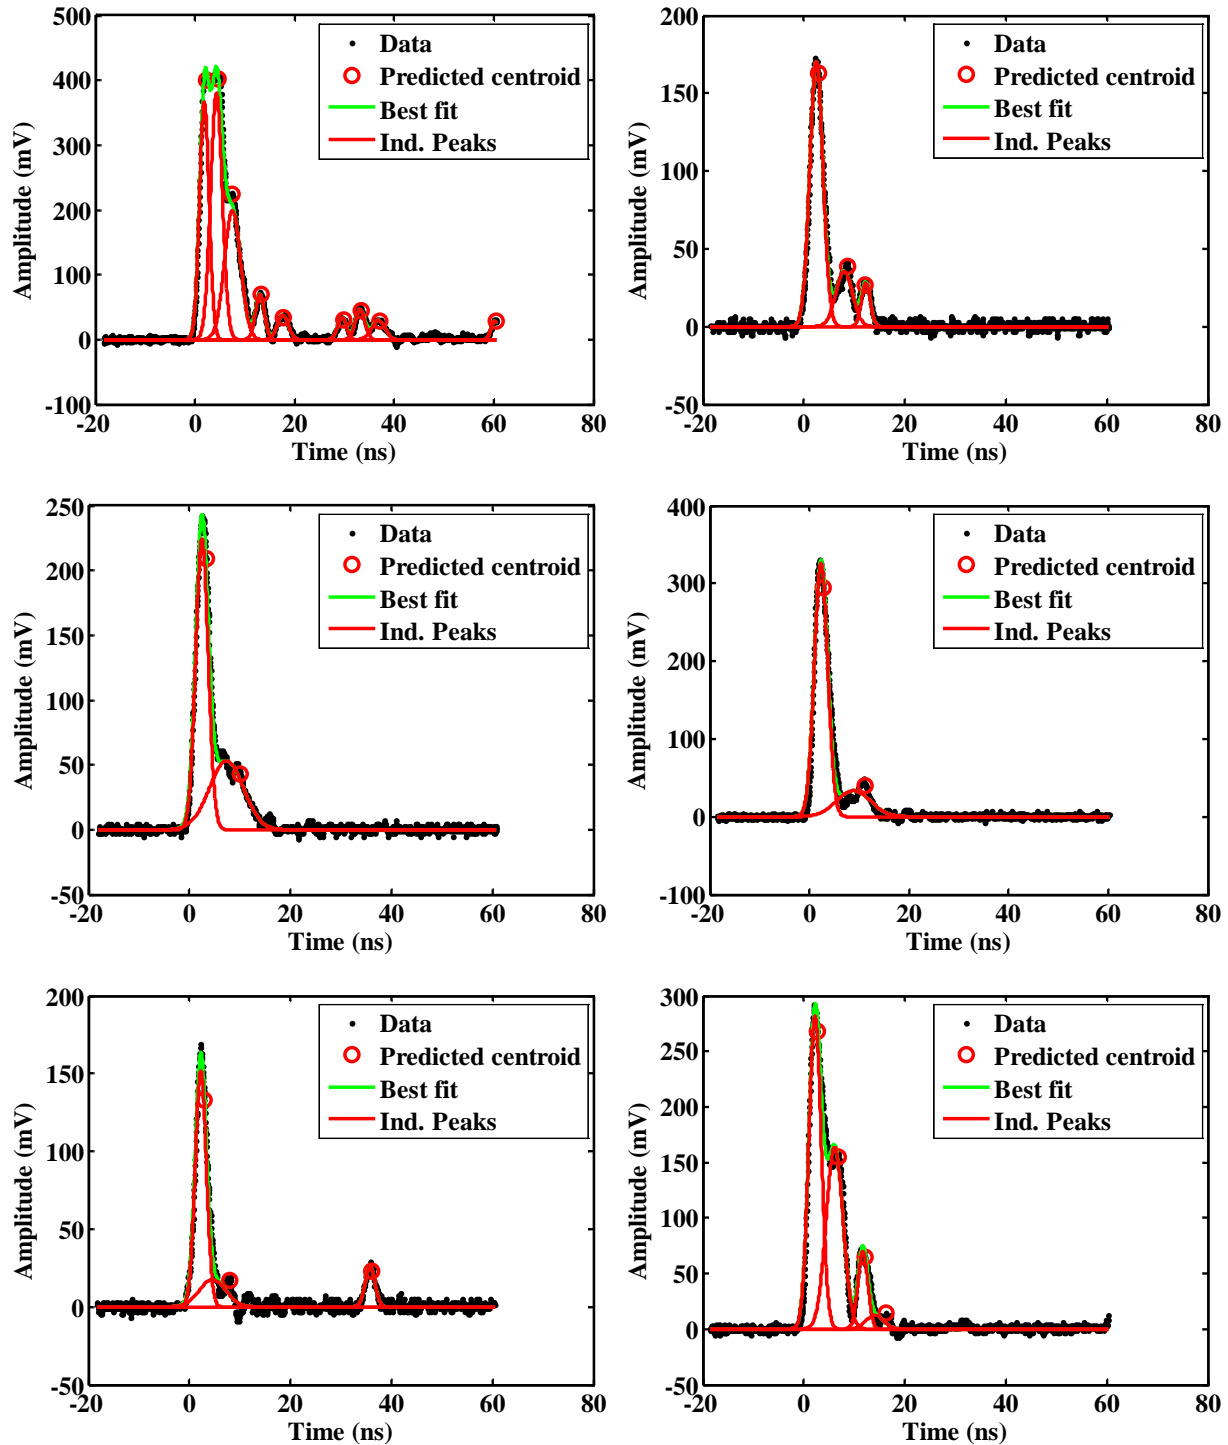 500
400
300
200
100
0
-100
-20 0 20 40 60 80
Time (ns)
Amplitude (mV)
Data
Predicted centroid
Best fit
Ind. Peaks
200
150
100
50
0
-50
-20 0 20 40 60 80
Time (ns)
Amplitude (mV)
Data
Predicted centroid
Best fit
Ind. Peaks
250
200
150
100
50
0
-50
-20 0 20 40 60 80
Time (ns)
Amplitude (mV)
Data
Predicted centroid
Best fit
Ind. Peaks
400
300
200
100
0
-100
-20 0 20 40 60 80
Time (ns)
Amplitude (mV)
Data
Predicted centroid
Best fit
Ind. Peaks
200
150
100
50
0
-50
-20 0 20 40 60 80
Time (ns)
Amplitude (mV)
Data
Predicted centroid
Best fit
Ind. Peaks
300
250
200
150
100
50
0
-50
-20 0 20 40 60 80
Time (ns)
Amplitude (mV)
Data
Predicted centroid
Best fit
Ind. Peaks